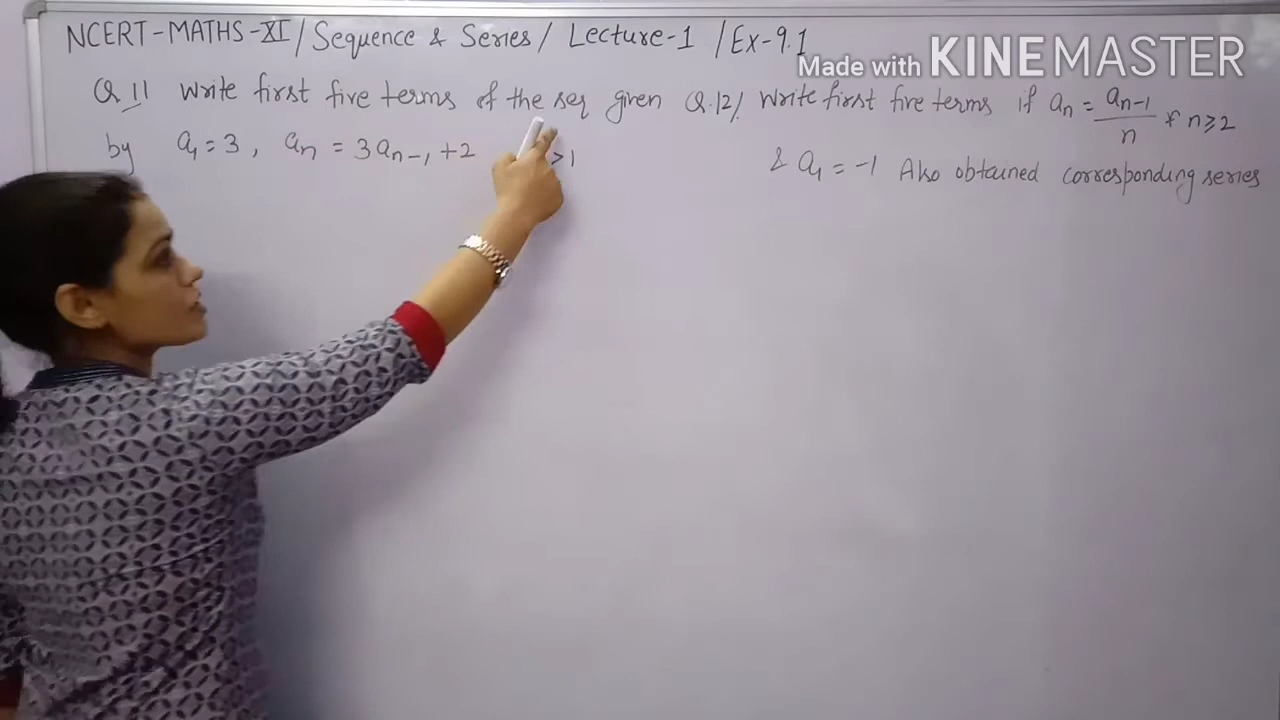 NCERT-MATHS-XI / Sequence & Series / Lecture-1 / Ex-9.1
Made with KINEMASTER
Q.11 Write first five terms of the seq given
by a₁ = 3, aₙ = 3aₙ₋₁ + 2 > 1
Q.12/. Write first five terms if aₙ = aₙ₋₁/n ∀ n ≥ 2
& a₁ = -1 Also obtained corresponding series